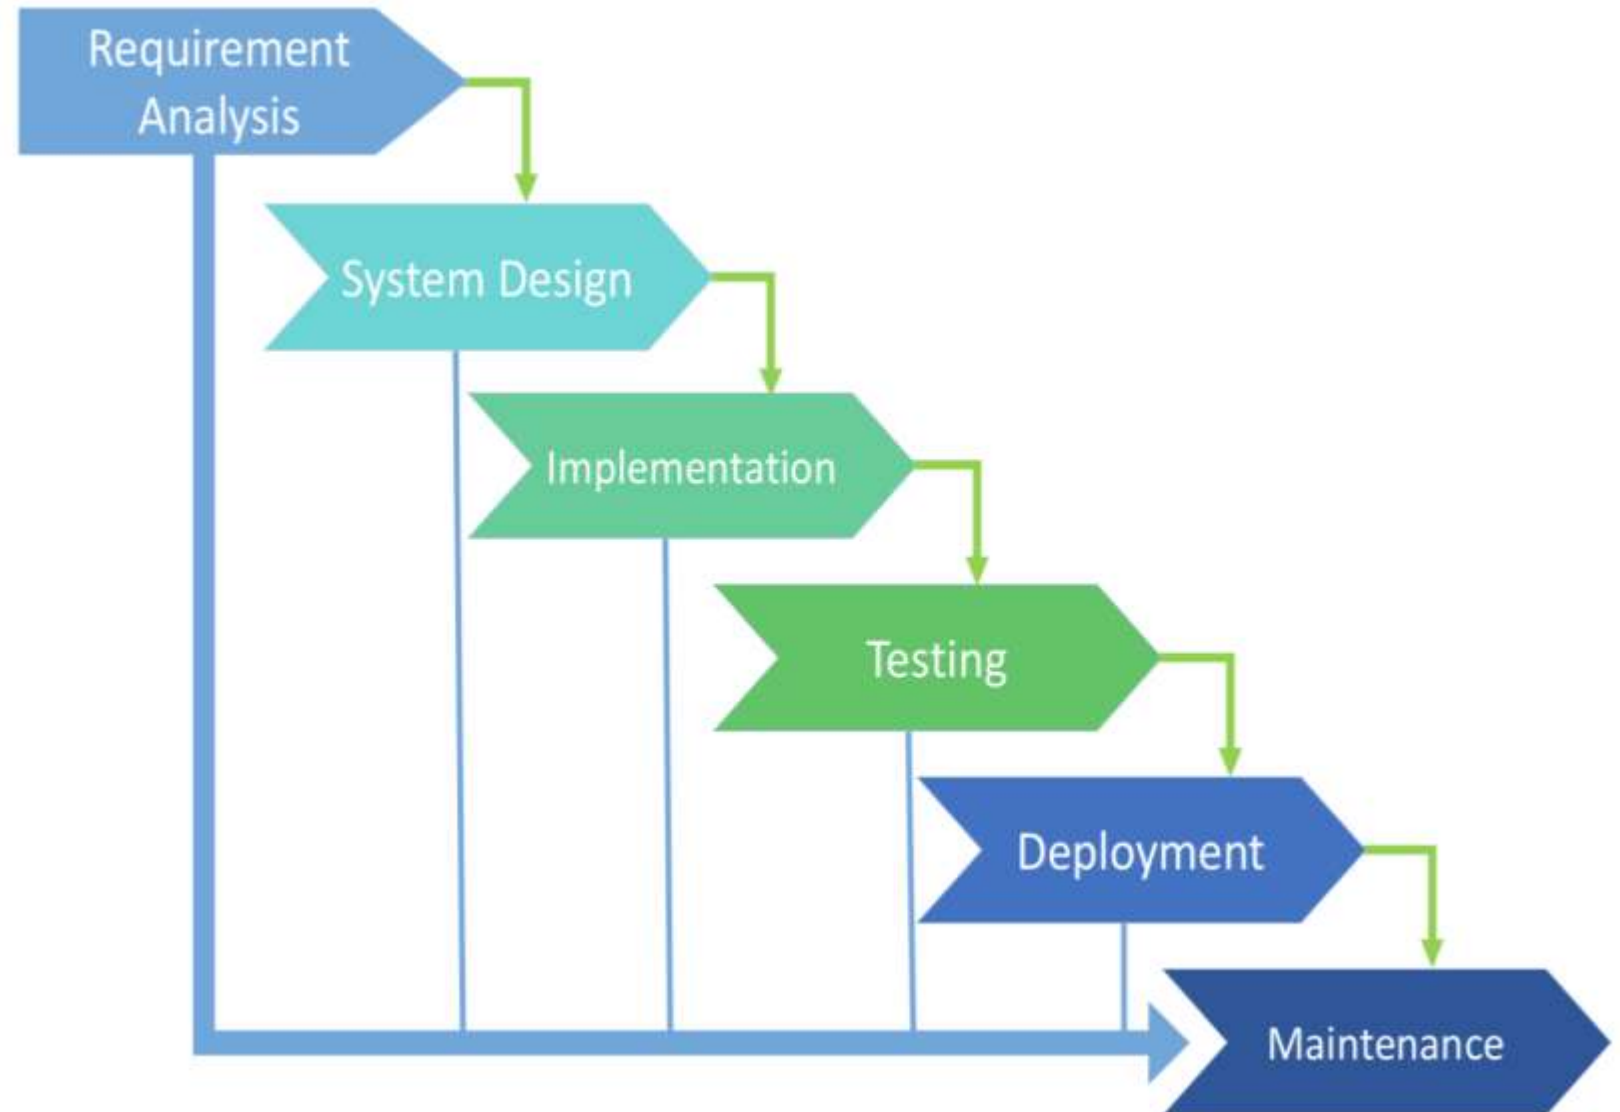 Requirement
Analysis
System Design
Implementation
Testing
Deployment
Maintenance